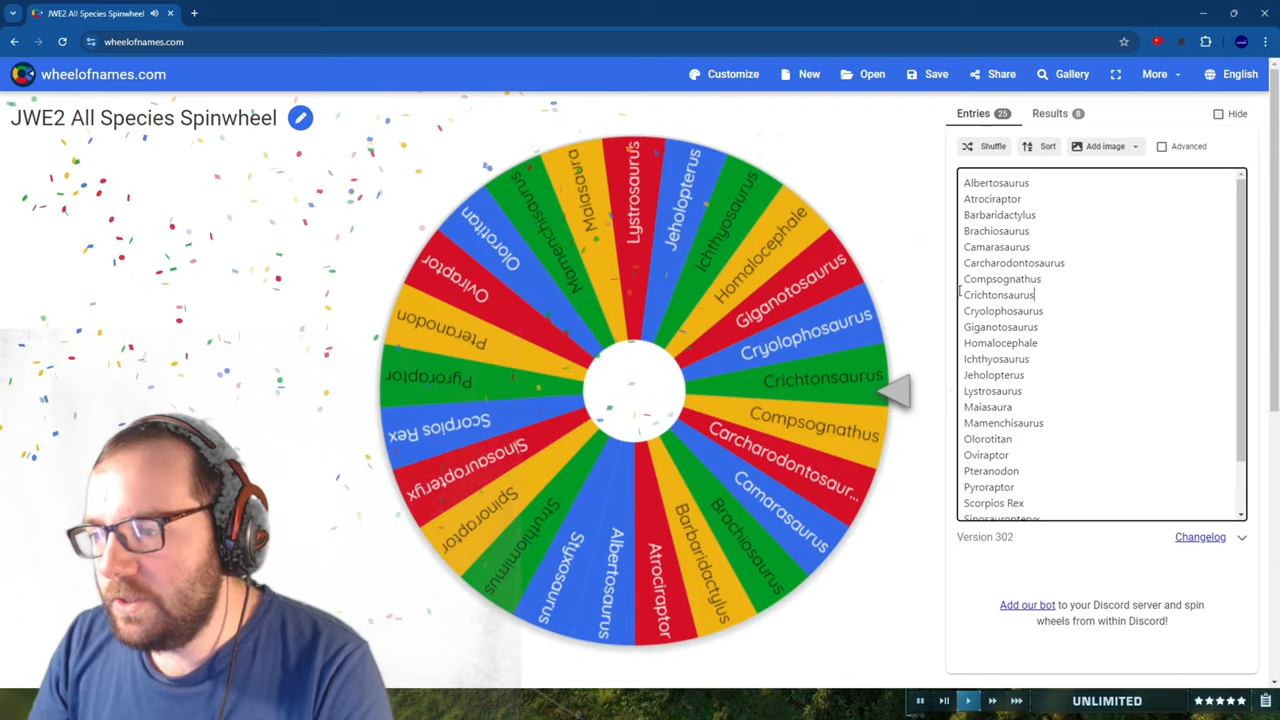 JWE2 All Species Spinwheel
wheelofnames.com
wheelofnames.com
Customize
New
Open
Save
Share
Gallery
More
English
JWE2 All Species Spinwheel
Entries 25
Results 8
Hide
Shuffle
Sort
Add image
Advanced
Albertosaurus
Atrociraptor
Barbaridactylus
Brachiosaurus
Camarasaurus
Carcharodontosaurus
Compsognathus
Crichtonsaurus
Cryolophosaurus
Giganotosaurus
Homalocephale
Ichthyosaurus
Jeholopterus
Lystrosaurus
Maiasaura
Mamenchisaurus
Olorotitan
Oviraptor
Pteranodon
Pyroraptor
Scorpios Rex
Sinosauropteryx
Version 302
Changelog
Add our bot to your Discord server and spin
wheels from within Discord!
Lystrosaurus
Jeholopterus
Ichthyosaurus
Homalocephale
Giganotosaurus
Cryolophosaurus
Crichtonsaurus
Compsognathus
Carcharodontosaur...
Camarasaurus
Brachiosaurus
Barbaridactylus
Atrociraptor
Albertosaurus
Styxosaurus
Struthiomimus
Spinoraptor
Sinosauropteryx
Scorpios Rex
Pyroraptor
Pteranodon
Oviraptor
Olorotitan
Mamenchisaurus
Maiasaura
UNLIMITED